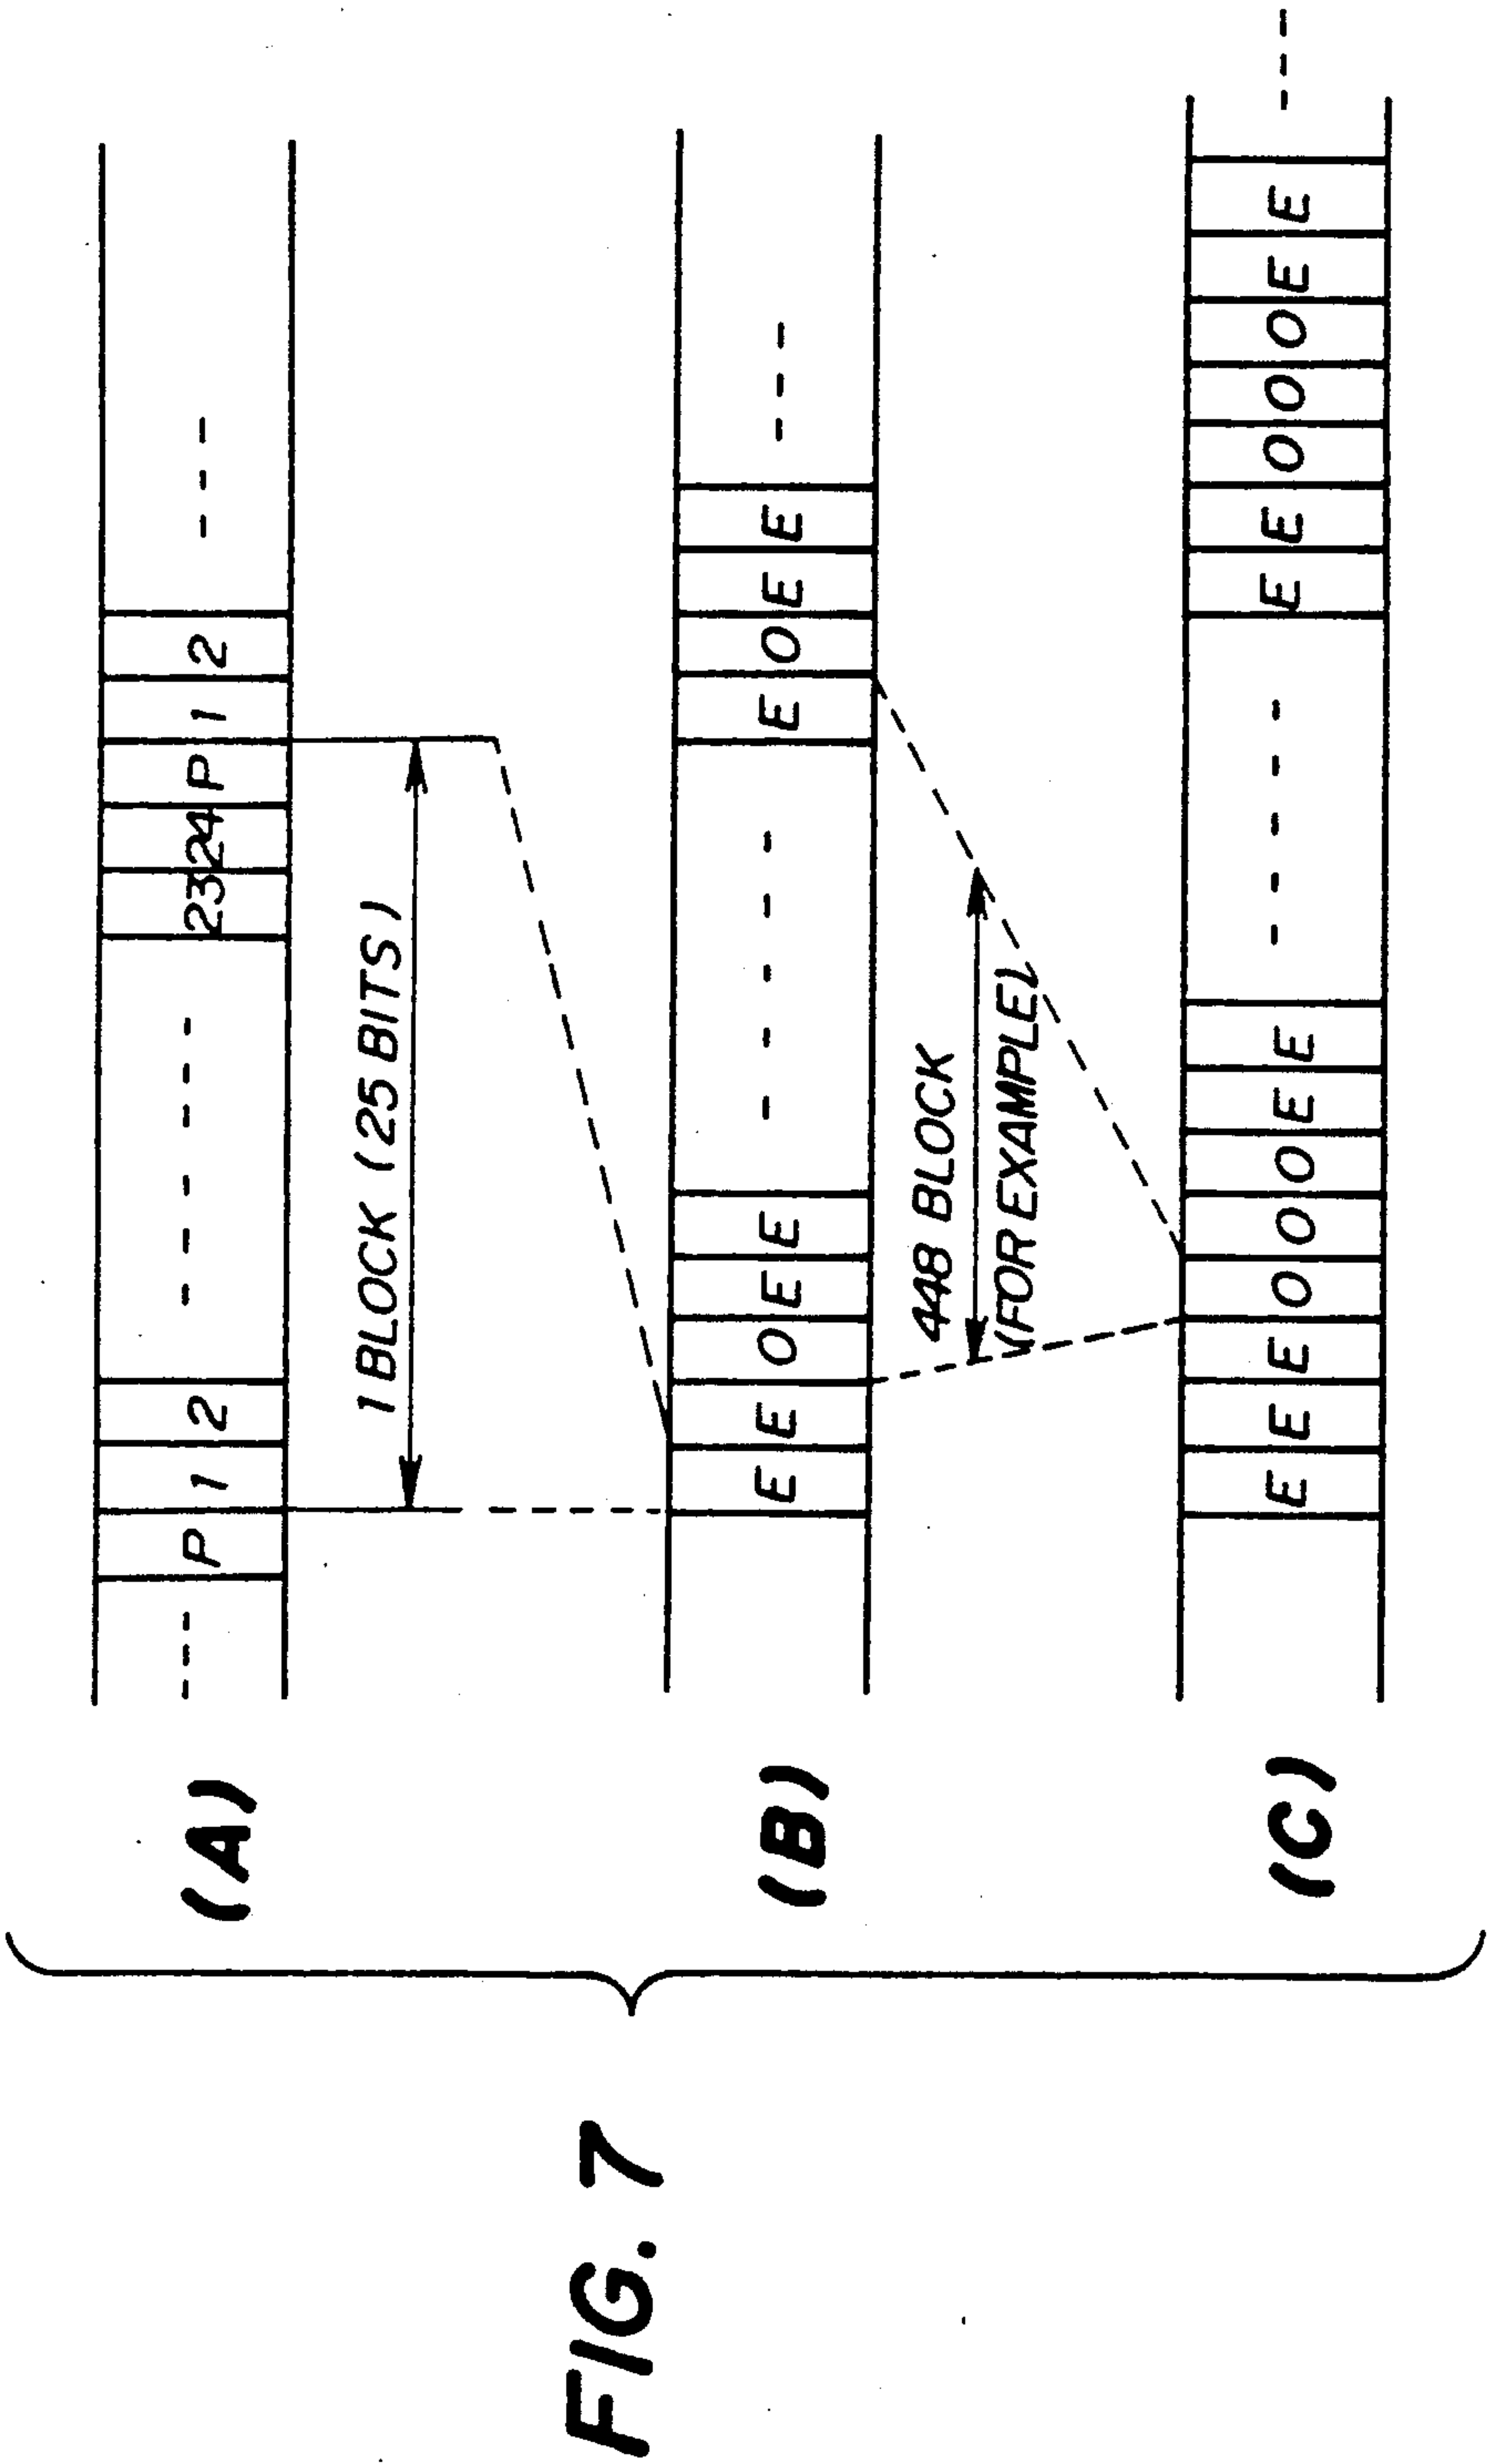 FIG. 7
(A) --- P 1 2 ----- 23 24 P 1 2 ---
1 BLOCK (25 BITS)
(B) E E O E E ----- E O E E ---
448 BLOCK
(FOR EXAMPLE)
(C) E E E O O O E E ---- E E O O O E E ---